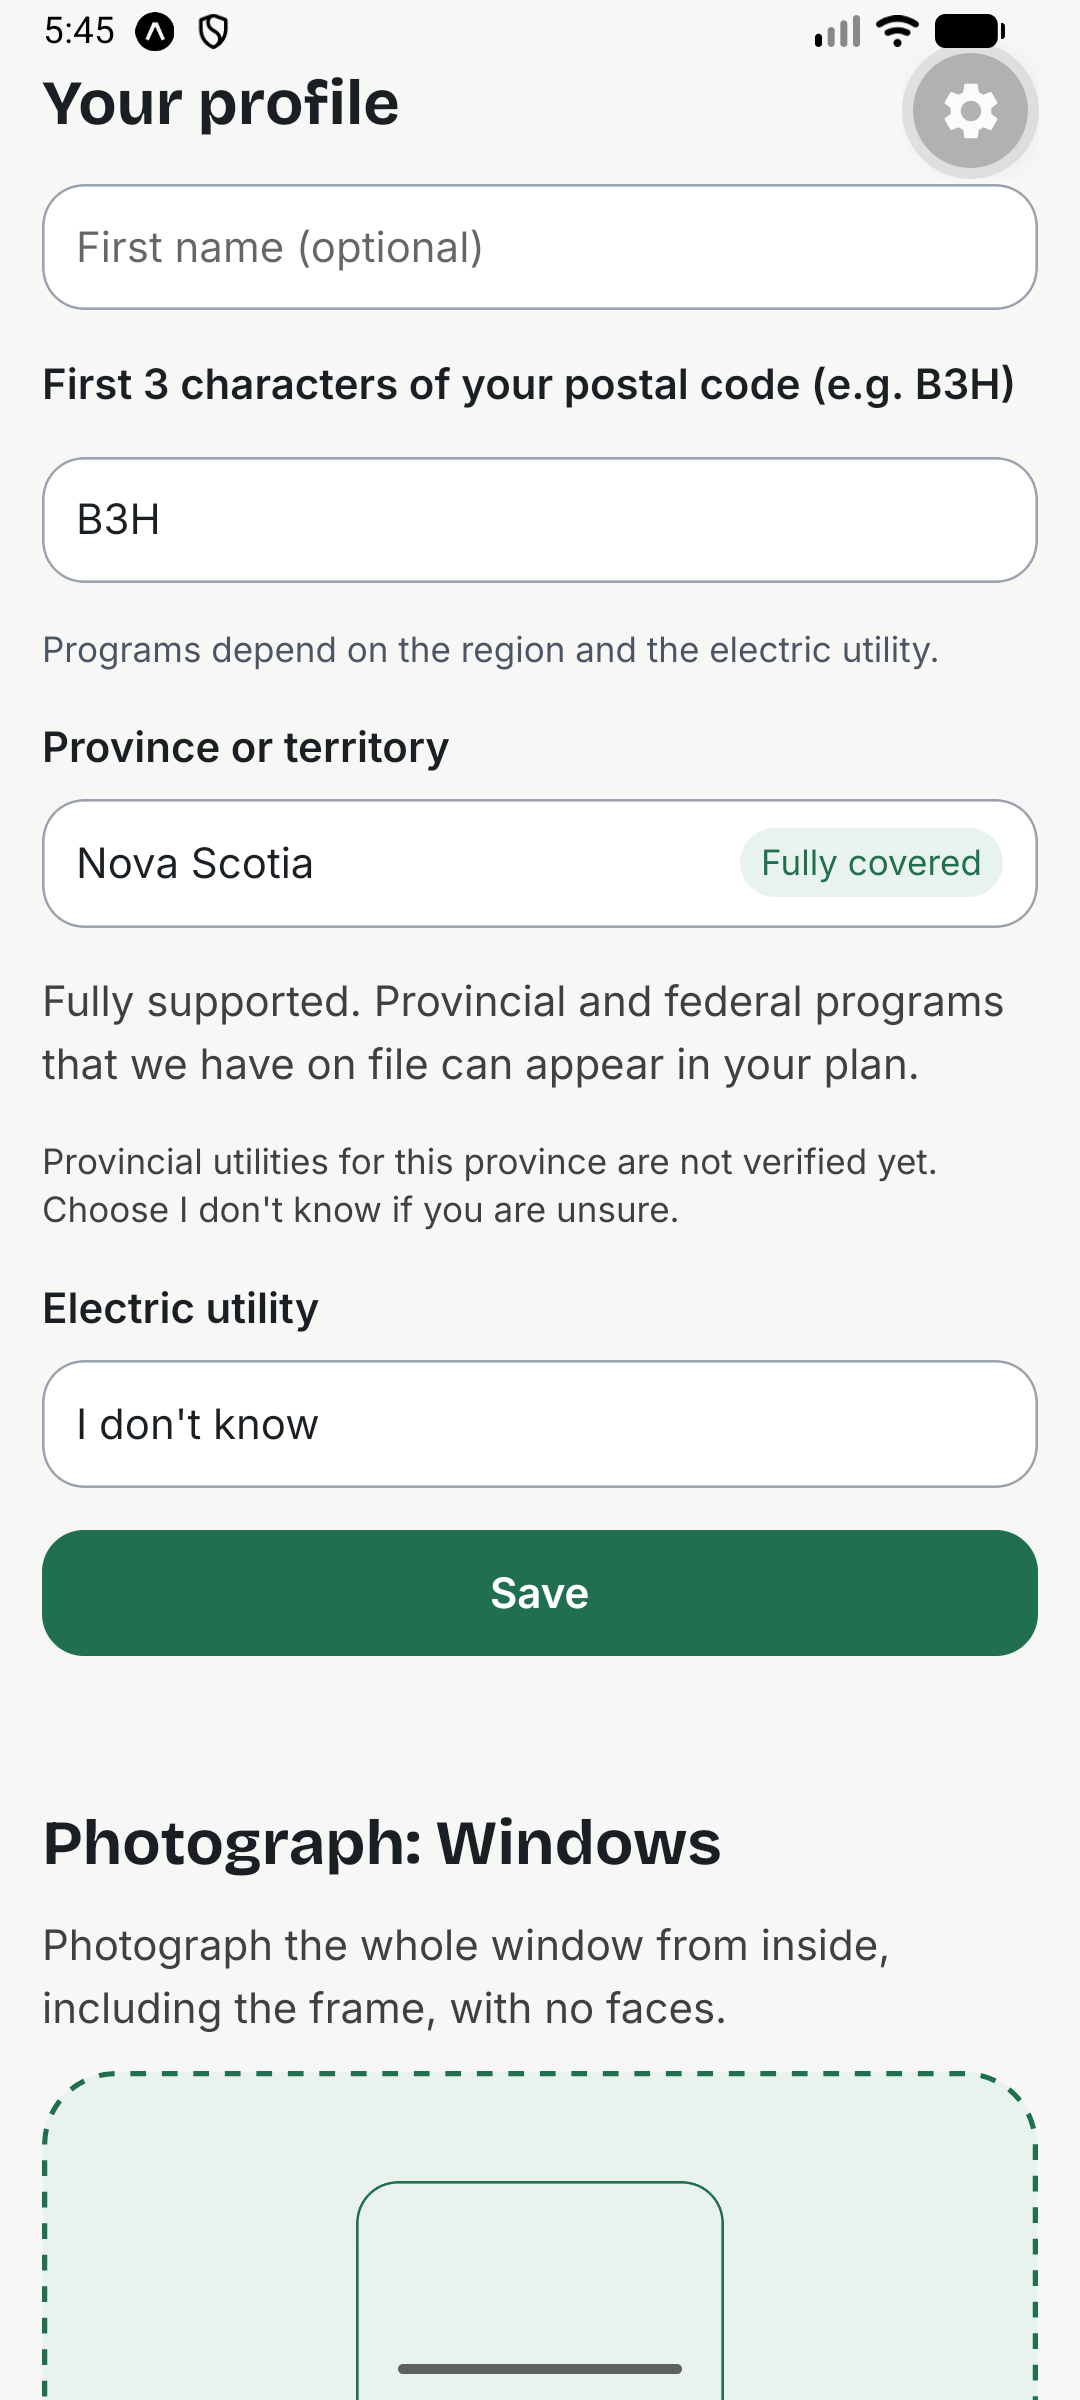 5:45
Your profile
First name (optional)
First 3 characters of your postal code (e.g. B3H)
B3H
Programs depend on the region and the electric utility.
Province or territory
Nova Scotia
Fully covered
Fully supported. Provincial and federal programs
that we have on file can appear in your plan.
Provincial utilities for this province are not verified yet.
Choose I don't know if you are unsure.
Electric utility
I don't know
Save
Photograph: Windows
Photograph the whole window from inside,
including the frame, with no faces.